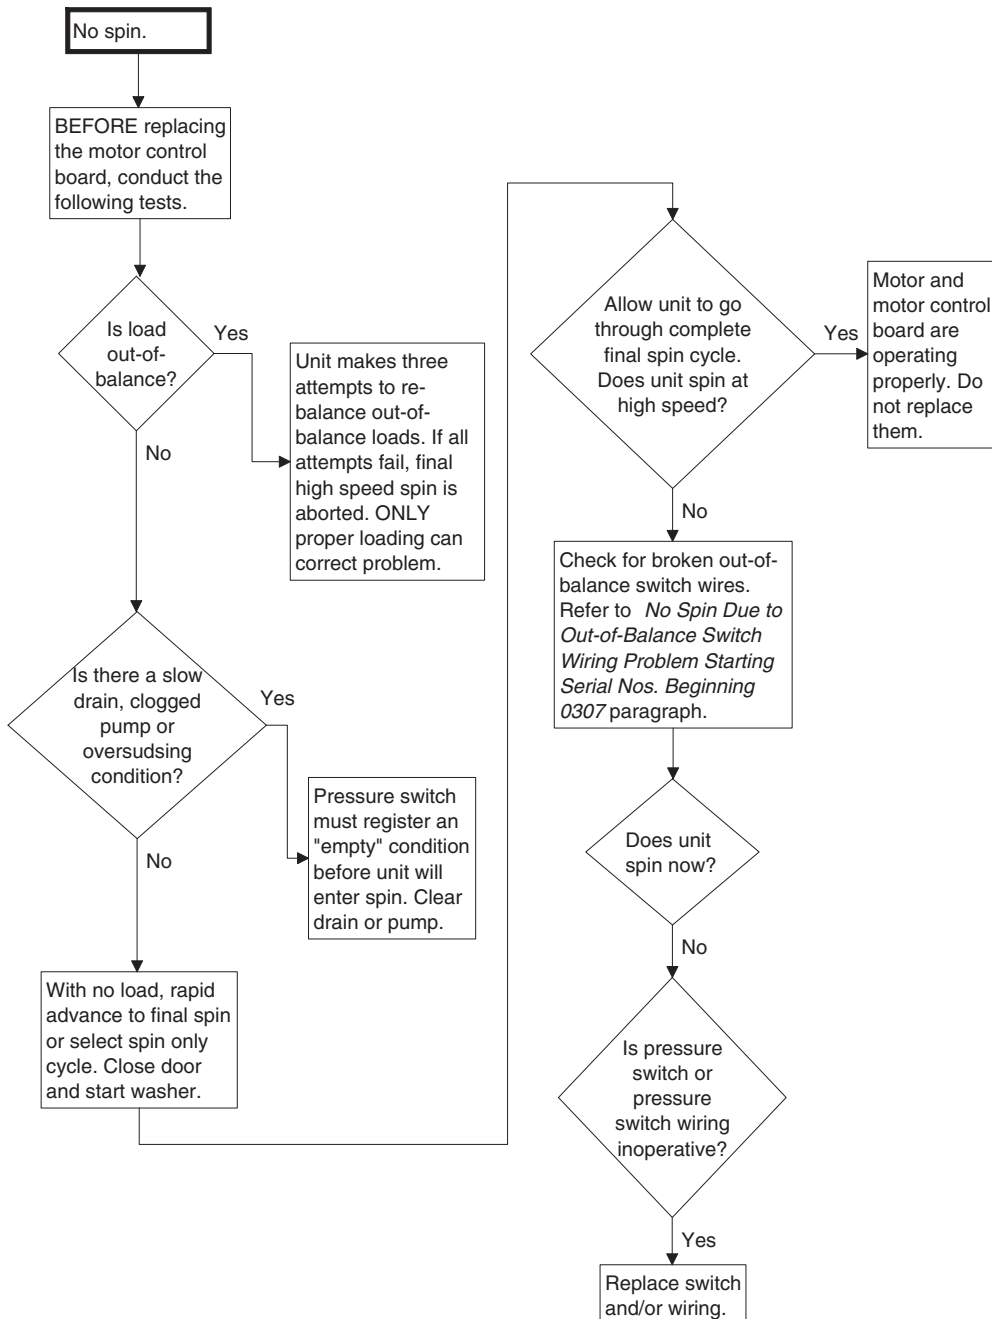 No spin.
BEFORE replacing
the motor control
board, conduct the
following tests.
Is load
out-of-
balance?
Yes
Unit makes three
attempts to re-
balance out-of-
balance loads. If all
attempts fail, final
high speed spin is
aborted. ONLY
proper loading can
correct problem.
No
Is there a slow
drain, clogged
pump or
oversudsing
condition?
Yes
Pressure switch
must register an
"empty" condition
before unit will
enter spin. Clear
drain or pump.
No
With no load, rapid
advance to final spin
or select spin only
cycle. Close door
and start washer.
Allow unit to go
through complete
final spin cycle.
Does unit spin at
high speed?
Yes
Motor and
motor control
board are
operating
properly. Do
not replace
them.
No
Check for broken out-of-
balance switch wires.
Refer to No Spin Due to
Out-of-Balance Switch
Wiring Problem Starting
Serial Nos. Beginning
0307 paragraph.
Does unit
spin now?
No
Is pressure
switch or
pressure
switch wiring
inoperative?
Yes
Replace switch
and/or wiring.